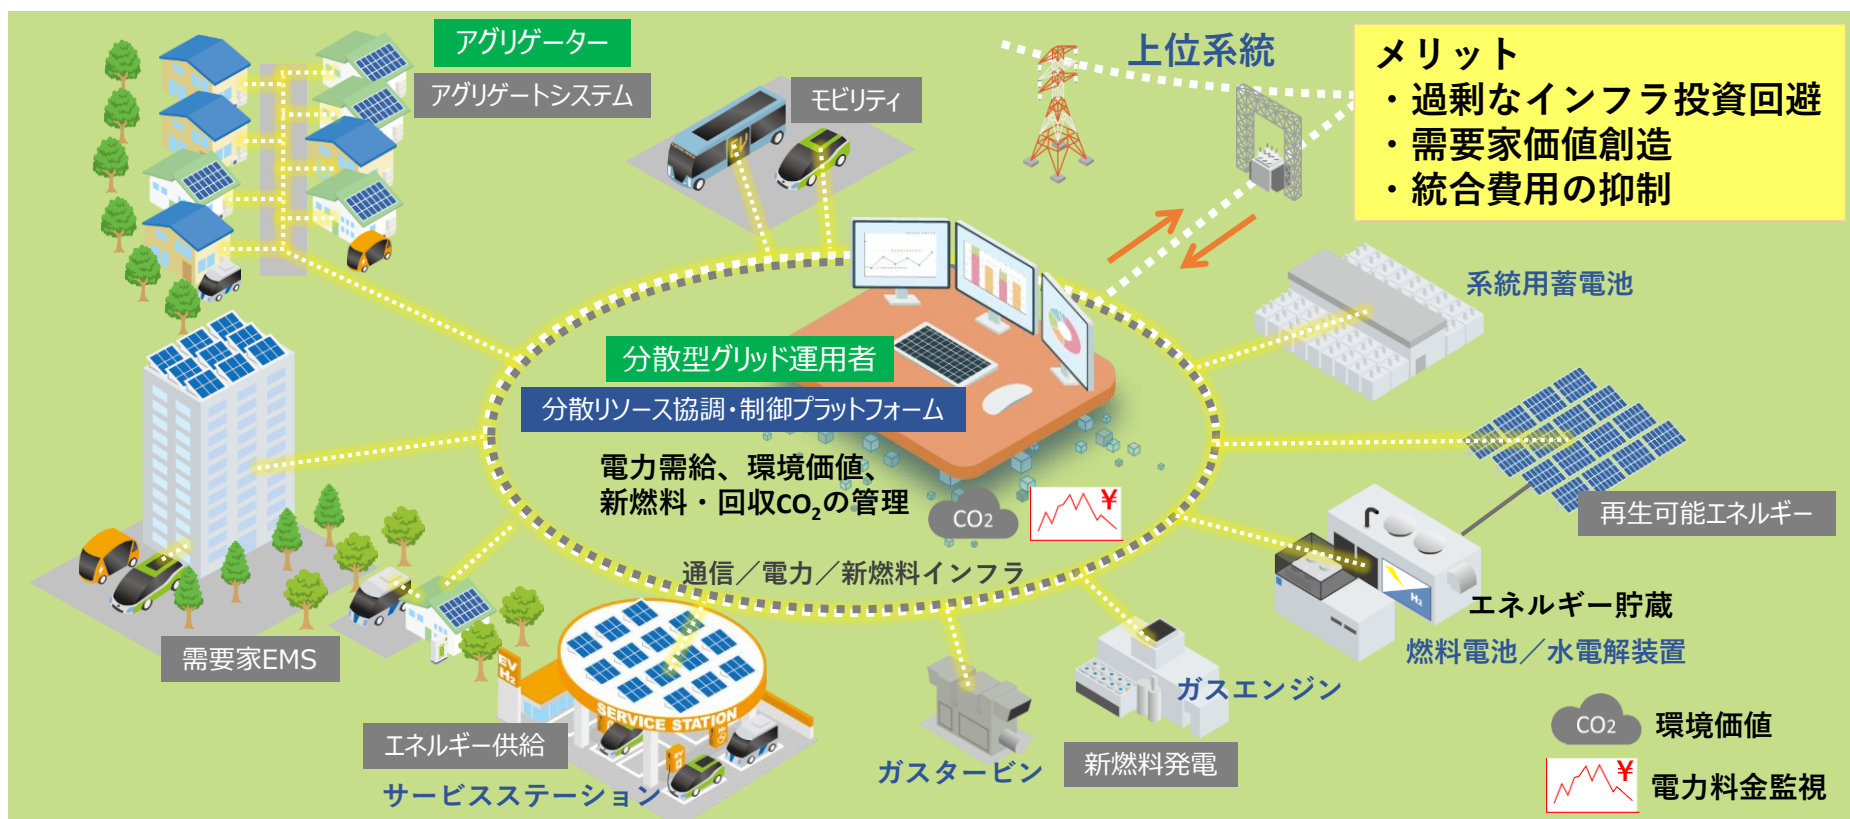 アグリゲーター
アグリゲートシステム
モビリティ
上位系統
メリット
・過剰なインフラ投資回避
・需要家価値創造
・統合費用の抑制
系統用蓄電池
分散型グリッド運用者
分散リソース協調・制御プラットフォーム
電力需給、環境価値、
新燃料・回収CO₂の管理
CO2
¥
通信／電力／新燃料インフラ
再生可能エネルギー
H₂
エネルギー貯蔵
燃料電池／水電解装置
需要家EMS
EV
H₂
SERVICE STATION
EV
エネルギー供給
サービスステーション
ガスタービン
ガスエンジン
新燃料発電
CO2 環境価値
¥ 電力料金監視